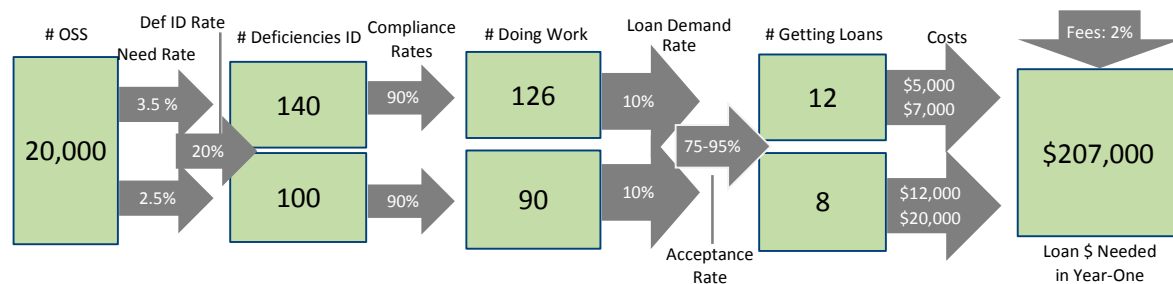 # OSS
Need Rate
Def ID Rate
# Deficiencies ID
Compliance
Rates
# Doing Work
Loan Demand
Rate
# Getting Loans
Costs
Fees: 2%
20,000
3.5 %
2.5%
20%
140
100
90%
90%
126
90
10%
10%
75-95%
Acceptance
Rate
12
8
$5,000
$7,000
$12,000
$20,000
$207,000
Loan $ Needed
in Year-One